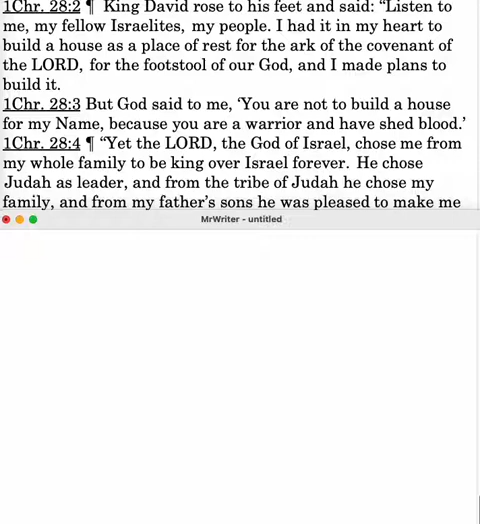 1Chr. 28:2 ¶ King David rose to his feet and said: “Listen to
me, my fellow Israelites, my people. I had it in my heart to
build a house as a place of rest for the ark of the covenant of
the LORD, for the footstool of our God, and I made plans to
build it.
1Chr. 28:3 But God said to me, ‘You are not to build a house
for my Name, because you are a warrior and have shed blood.’
1Chr. 28:4 ¶ “Yet the LORD, the God of Israel, chose me from
my whole family to be king over Israel forever. He chose
Judah as leader, and from the tribe of Judah he chose my
family, and from my father’s sons he was pleased to make me
MrWriter - untitled